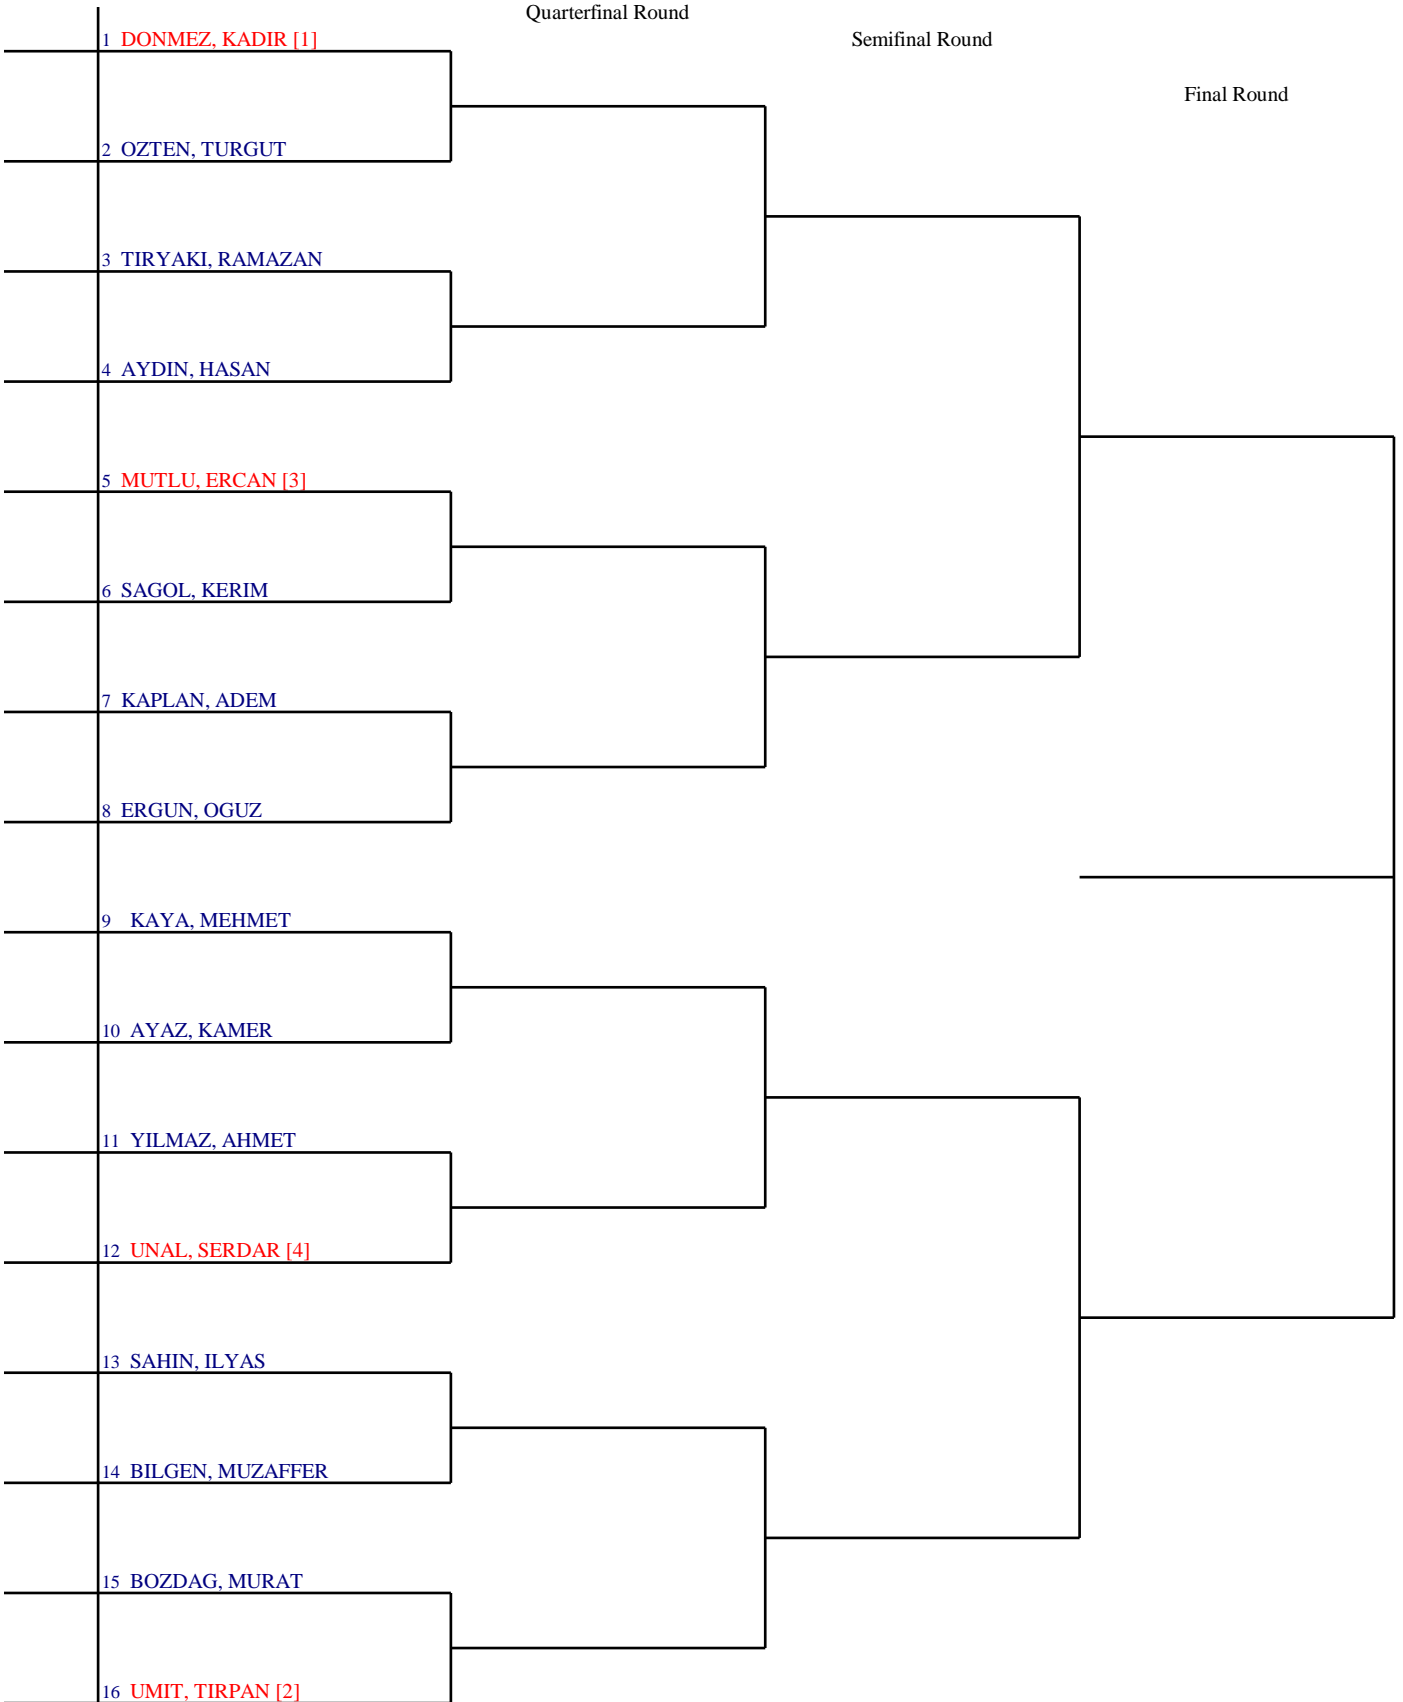 Quarterfinal Round
1 DONMEZ, KADIR [1]
Semifinal Round
Final Round
2 OZTEN, TURGUT
3 TIRYAKI, RAMAZAN
4 AYDIN, HASAN
5 MUTLU, ERCAN [3]
6 SAGOL, KERIM
7 KAPLAN, ADEM
8 ERGUN, OGUZ
9 KAYA, MEHMET
10 AYAZ, KAMER
11 YILMAZ, AHMET
12 UNAL, SERDAR [4]
13 SAHIN, ILYAS
14 BILGEN, MUZAFFER
15 BOZDAG, MURAT
16 UMIT, TIRPAN [2]